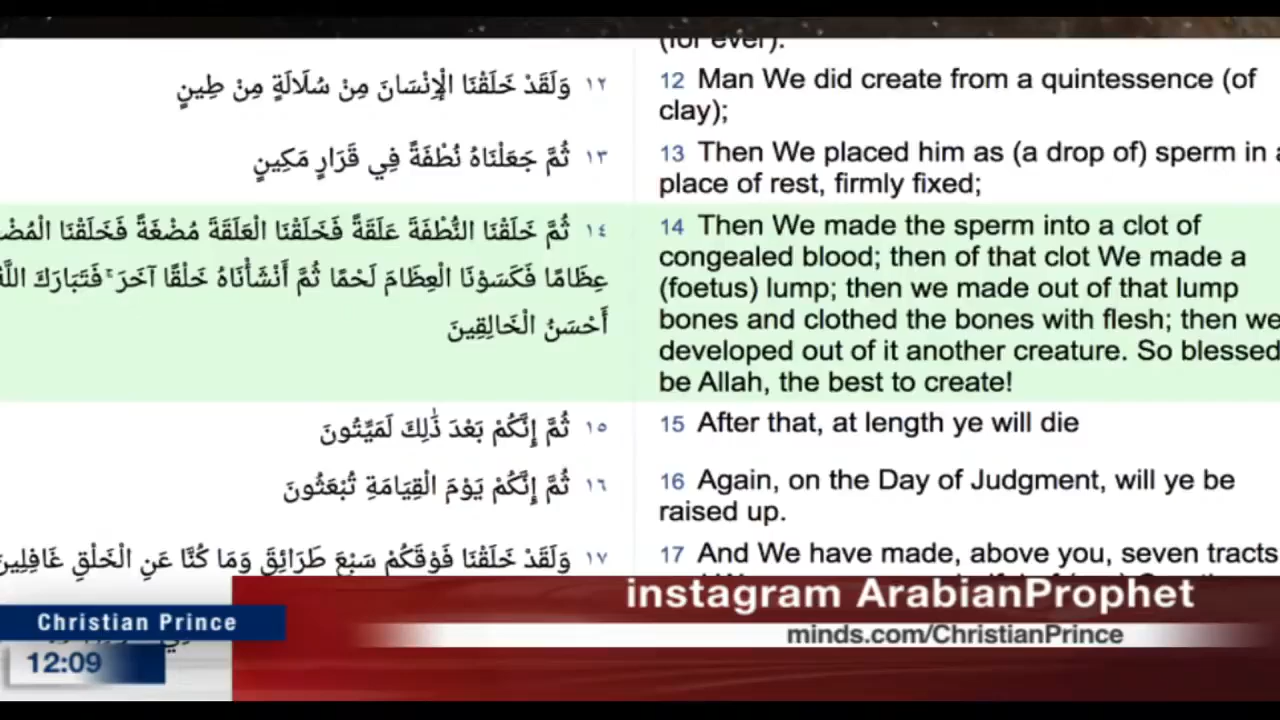 (for ever).
١٢ وَلَقَدْ خَلَقْنَا الْإِنْسَانَ مِنْ سُلَالَةٍ مِنْ طِينٍ
12 Man We did create from a quintessence (of
clay);
١٣ ثُمَّ جَعَلْنَاهُ نُطْفَةً فِي قَرَارٍ مَكِينٍ
13 Then We placed him as (a drop of) sperm in a
place of rest, firmly fixed;
١٤ ثُمَّ خَلَقْنَا النُّطْفَةَ عَلَقَةً فَخَلَقْنَا الْعَلَقَةَ مُضْغَةً فَخَلَقْنَا
عِظَامًا فَكَسَوْنَا الْعِظَامَ لَحْمًا ثُمَّ أَنْشَأْنَاهُ خَلْقًا آخَرَ ۚ فَتَبَارَكَ
أَحْسَنُ الْخَالِقِينَ
14 Then We made the sperm into a clot of
congealed blood; then of that clot We made a
(foetus) lump; then we made out of that lump
bones and clothed the bones with flesh; then we
developed out of it another creature. So blessed
be Allah, the best to create!
١٥ ثُمَّ إِنَّكُمْ بَعْدَ ذَٰلِكَ لَمَيِّتُونَ
15 After that, at length ye will die
١٦ ثُمَّ إِنَّكُمْ يَوْمَ الْقِيَامَةِ تُبْعَثُونَ
16 Again, on the Day of Judgment, will ye be
raised up.
١٧ وَلَقَدْ خَلَقْنَا فَوْقَكُمْ سَبْعَ طَرَائِقَ وَمَا كُنَّا عَنِ الْخَلْقِ غَافِلِينَ
17 And We have made, above you, seven tracts
instagram ArabianProphet
Christian Prince
minds.com/ChristianPrince
12:09